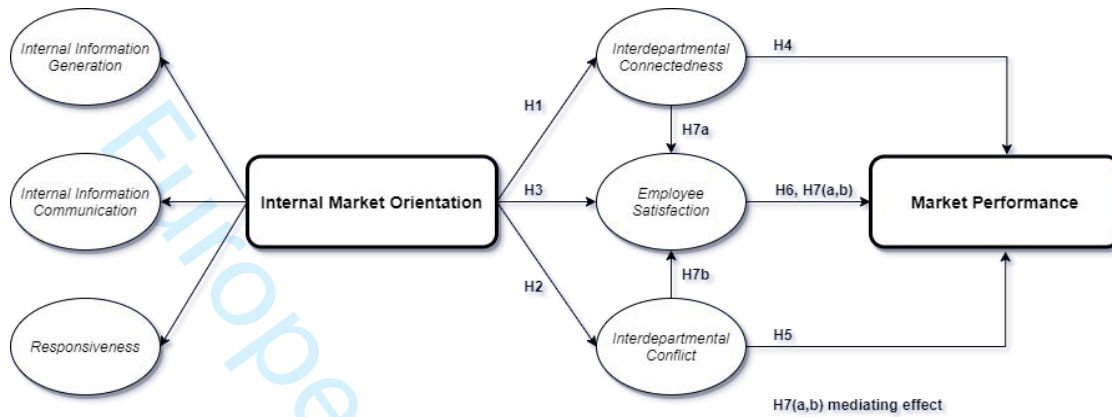 Internal Information
Generation
Interdepartmental
Connectedness
H4
H1
H7a
Internal Information
Communication
Internal Market Orientation
H3
Employee
Satisfaction
H6, H7(a,b)
Market Performance
H2
H7b
Responsiveness
Interdepartmental
Conflict
H5
H7(a,b) mediating effect
Europe